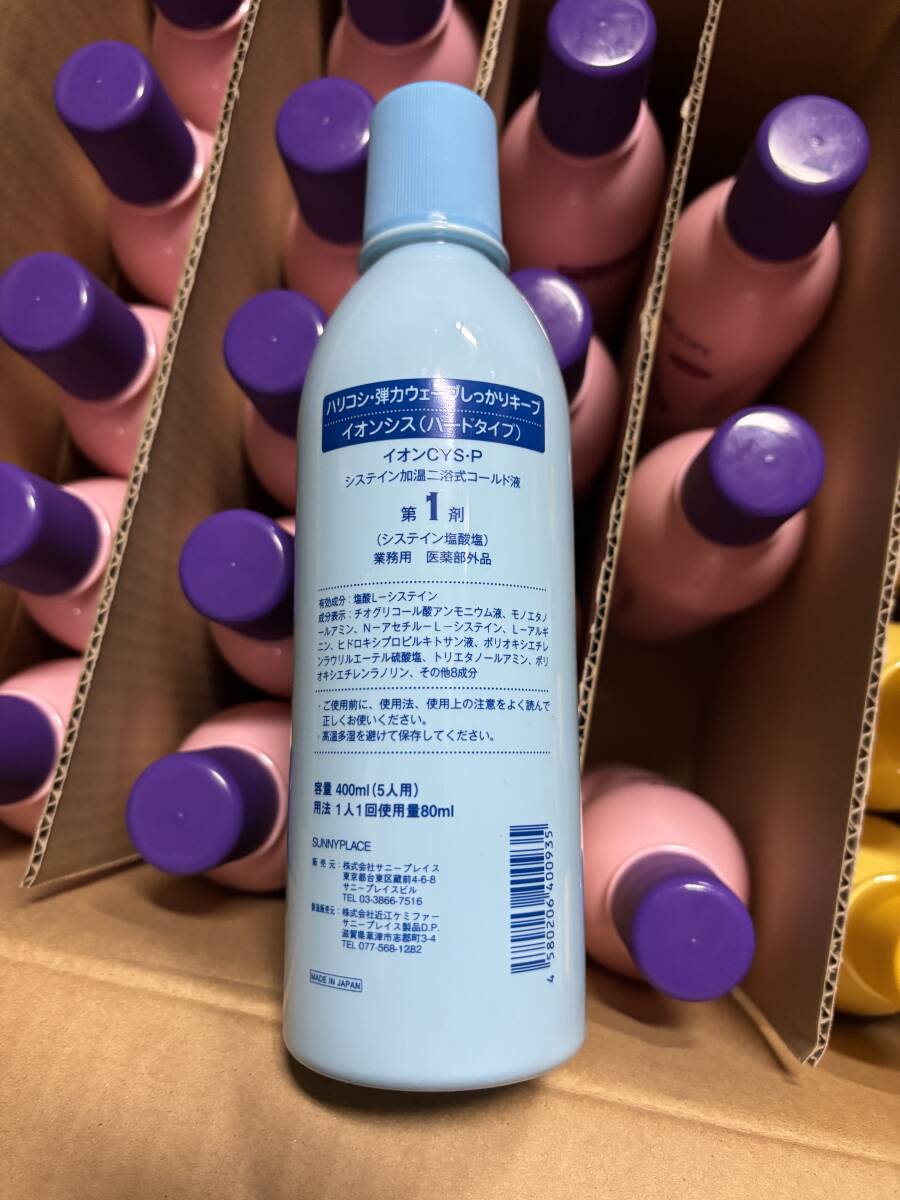 ハリコシ・弾力ウェーブしっかりキープ
イオンシス(ハードタイプ)
イオンCYS・P
システイン加温二浴式コールド液
第1剤
(システイン塩酸塩)
業務用 医薬部外品
有効成分:塩酸L-システイン
成分表示:チオグリコール酸アンモニウム液、モノエタノ
ールアミン、N-アセチル-L-システイン、L-アルギ
ニン、ヒドロキシプロピルキトサン液、ポリオキシエチレ
ンラウリルエーテル硫酸塩、トリエタノールアミン、ポリ
オキシエチレンラノリン、その他8成分
・ご使用前に、使用法、使用上の注意をよく読んで
正しくお使いください。
・高温多湿を避けて保存してください。
容量 400ml(5人用)
用法 1人1回使用量80ml
SUNNYPLACE
販売元:株式会社サニープレイス
東京都台東区蔵前4-6-8
サニープレイスビル
TEL 03-3866-7516
製造販売元:株式会社近江ケミファー
サニープレイス製品D.P.
滋賀県草津市志那町3-4
TEL 077-568-1282
MADE IN JAPAN
4 580206 400935